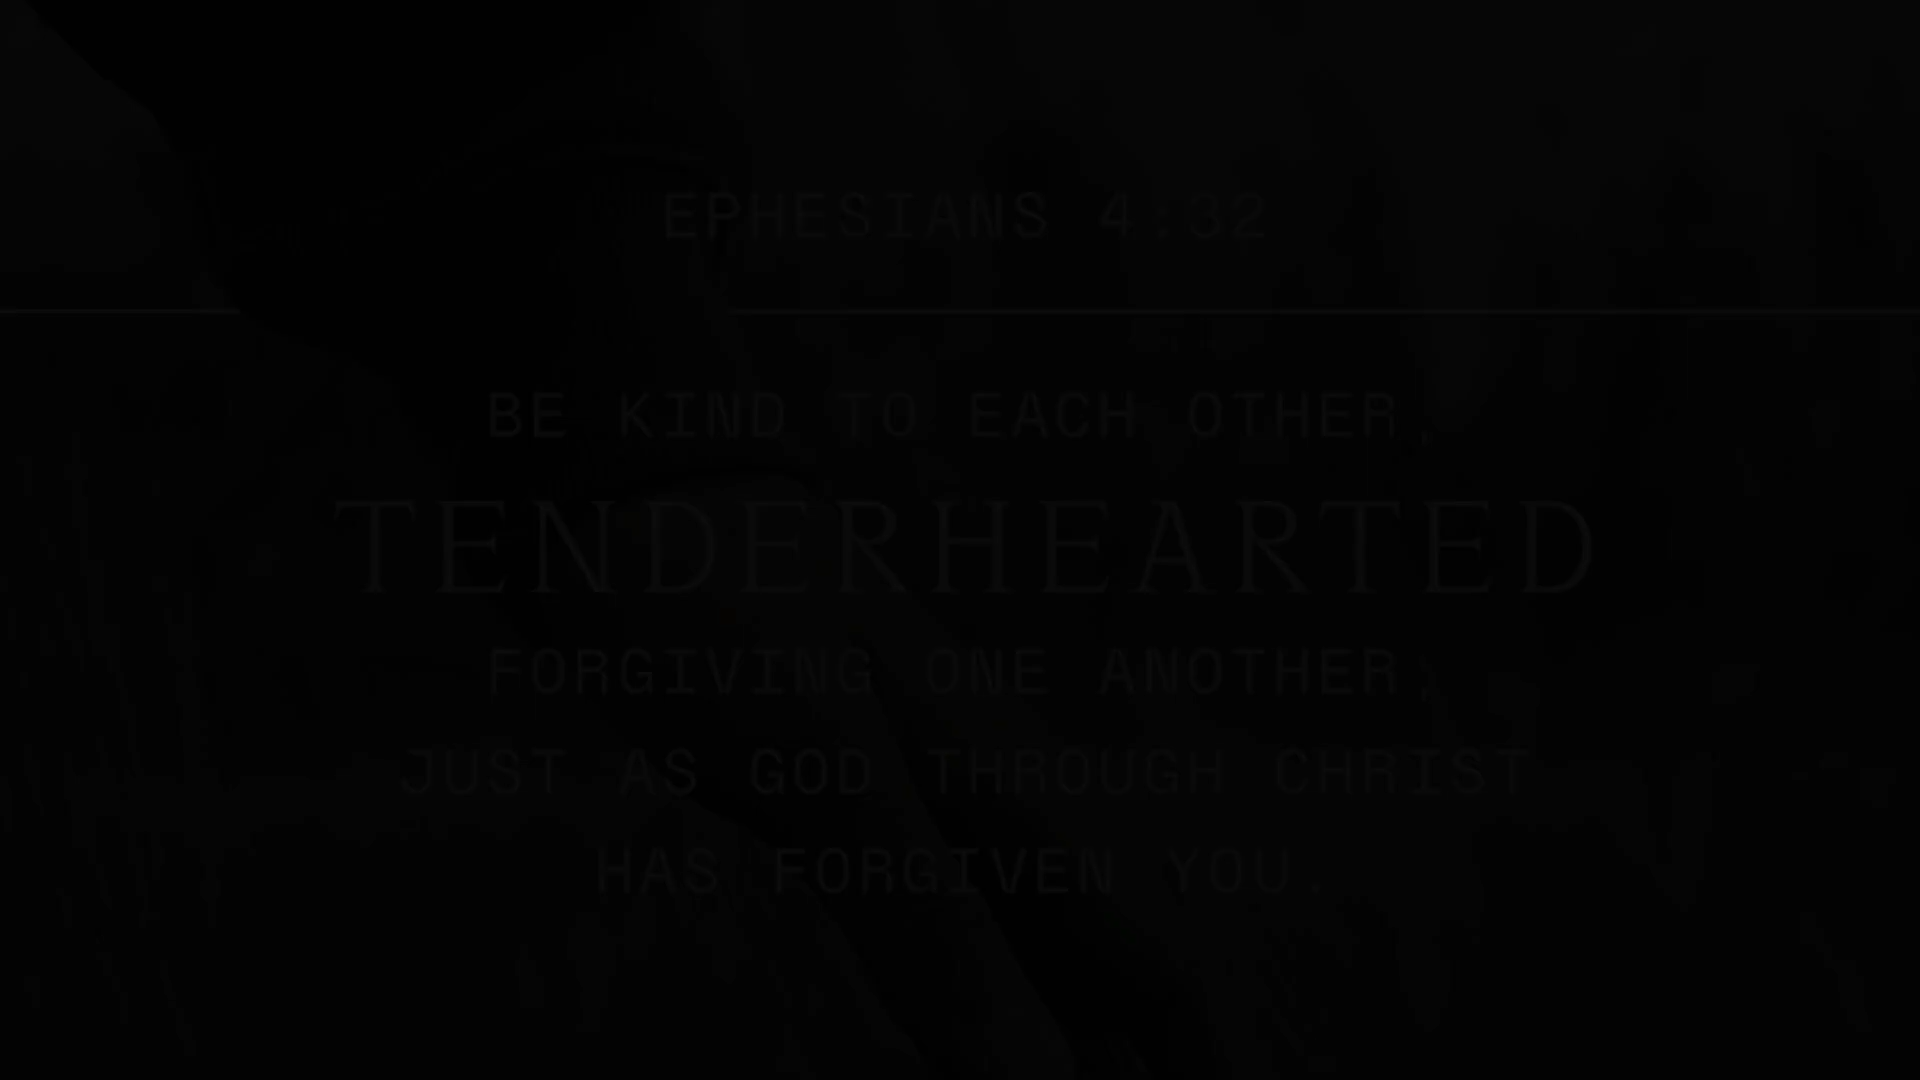 EPHESIANS 4:32
BE KIND TO EACH OTHER,
TENDERHEARTED
FORGIVING ONE ANOTHER,
JUST AS GOD THROUGH CHRIST
HAS FORGIVEN YOU.